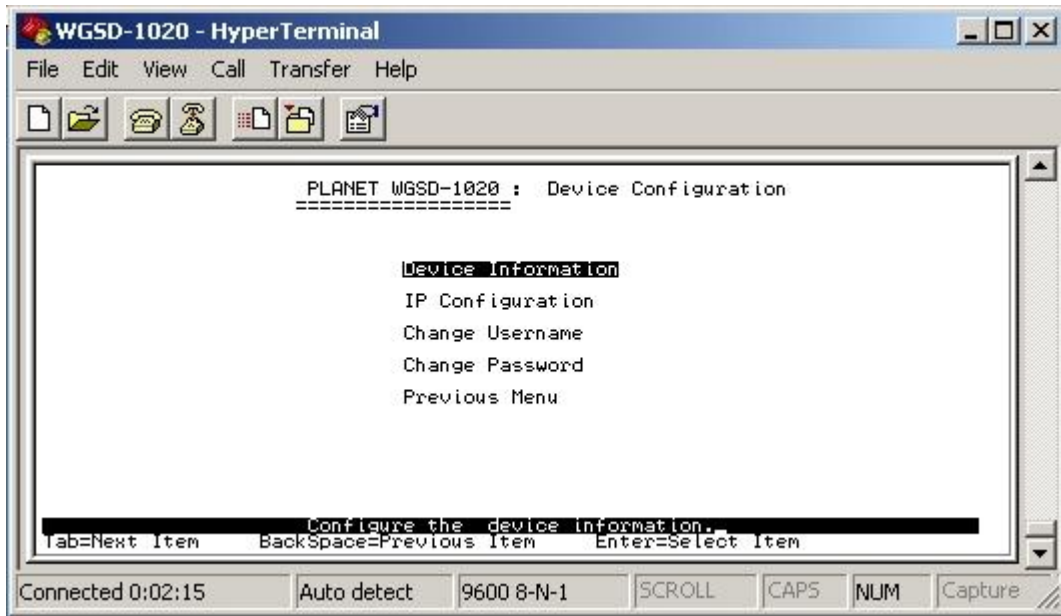 WGSD-1020 - HyperTerminal
File Edit View Call Transfer Help
PLANET WGSD-1020 : Device Configuration
==================
Device Information
IP Configuration
Change Username
Change Password
Previous Menu
Configure the device information.
Tab=Next Item BackSpace=Previous Item Enter=Select Item
Connected 0:02:15 Auto detect 9600 8-N-1 SCROLL CAPS NUM Capture